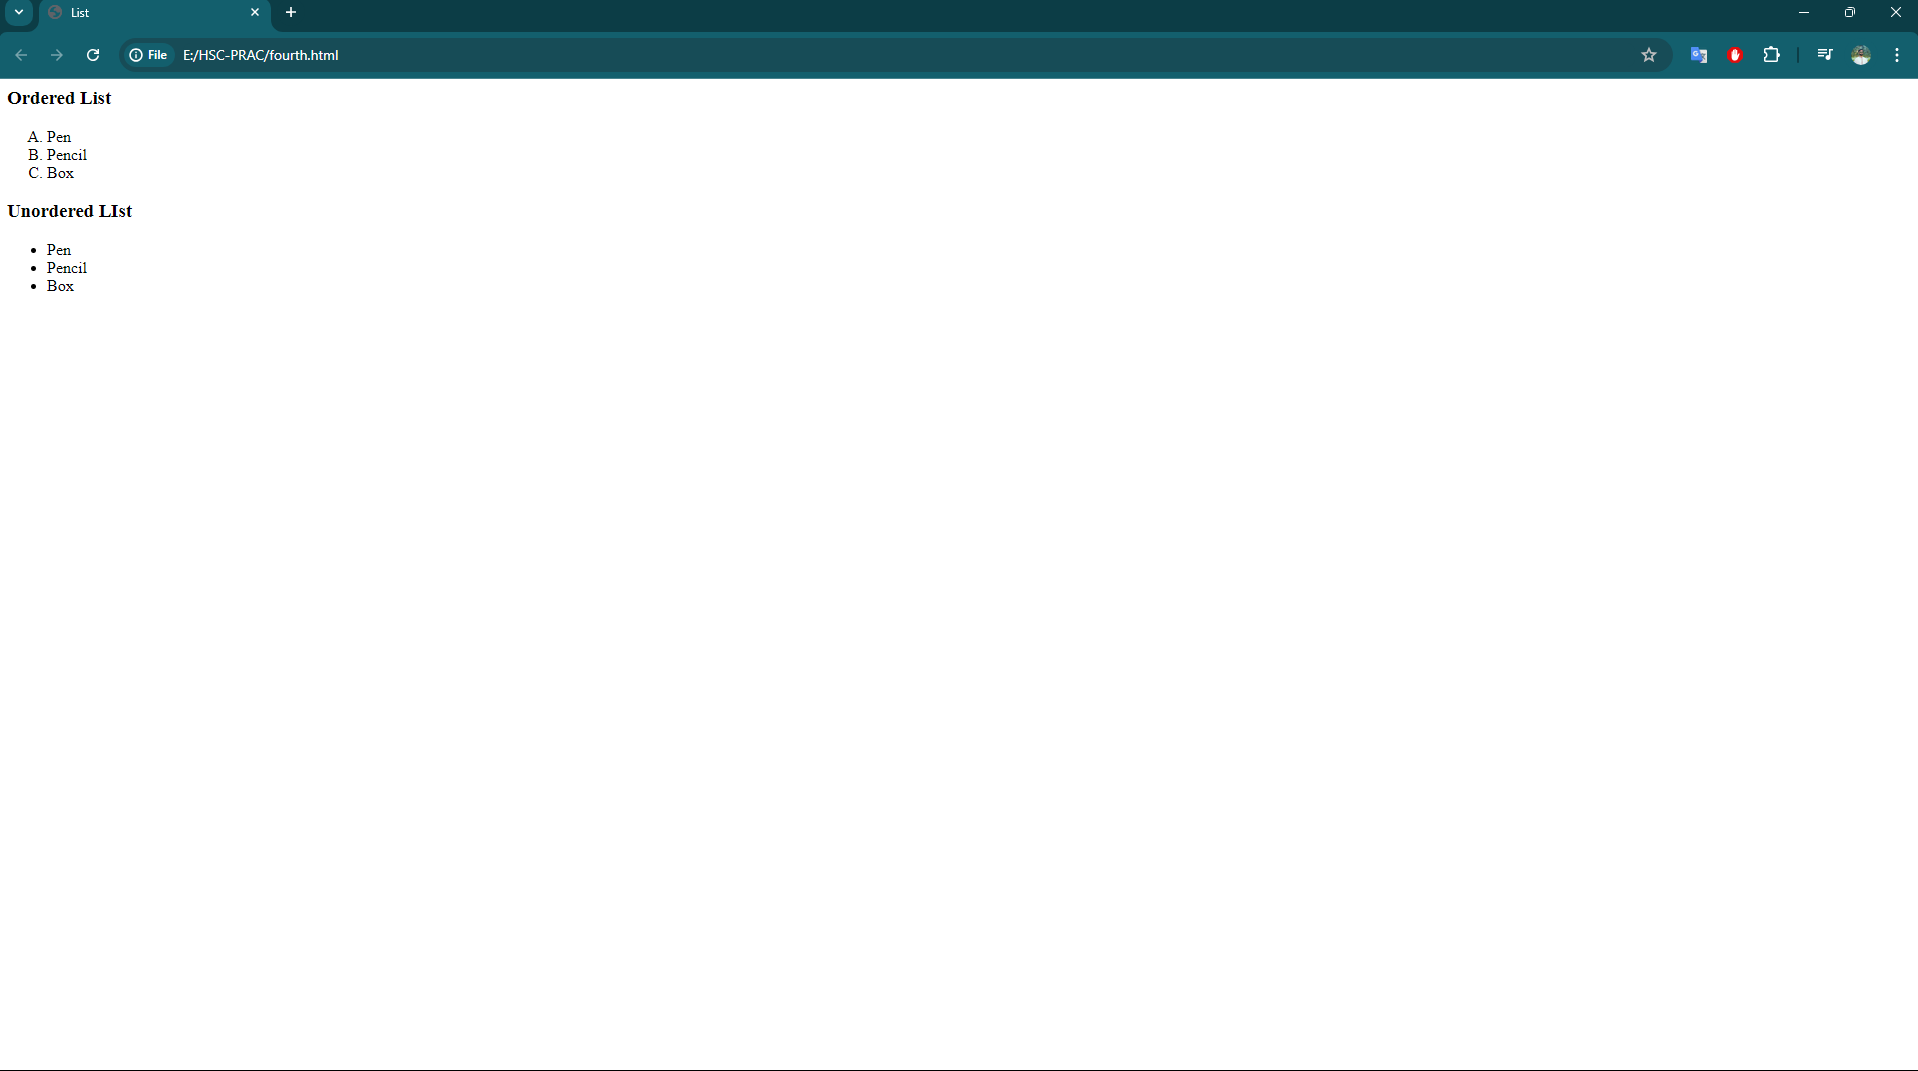 List
File E:/HSC-PRAC/fourth.html
Ordered List
A. Pen
B. Pencil
C. Box
Unordered LIst
• Pen
• Pencil
• Box